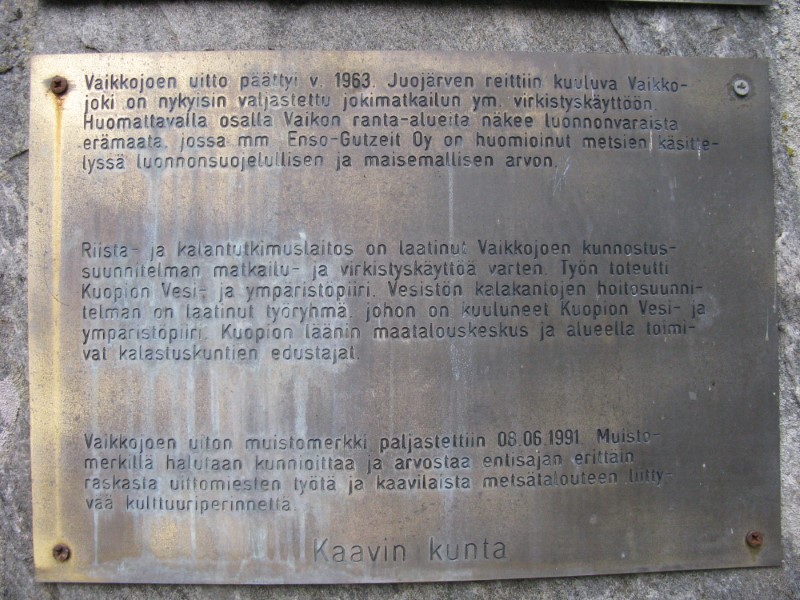 Vaikkojoen uitto päättyi v. 1963. Juojärven reittiin kuuluva Vaikko-
joki on nykyisin valjastettu jokimatkailun ym. virkistyskäyttöön.
Huomattavalla osalla Vaikon ranta-alueita näkee luonnonvaraista
erämaata, jossa mm. Enso-Gutzeit Oy on huomioinut metsien käsitte-
lyssä luonnonsuojelullisen ja maisemallisen arvon.
Riista- ja kalantutkimuslaitos on laatinut Vaikkojoen kunnostus-
suunnitelman matkailu- ja virkistyskäyttöä varten. Työn toteutti
Kuopion Vesi- ja ympäristöpiiri. Vesistön kalakantojen hoitosuunni-
telman on laatinut työryhmä, johon on kuuluneet Kuopion Vesi- ja
ympäristöpiiri, Kuopion läänin maatalouskeskus ja alueella toimi-
vat kalastuskuntien edustajat.
Vaikkojoen uiton muistomerkki paljastettiin 08.06.1991. Muisto-
merkillä halutaan kunnioittaa ja arvostaa entisajan erittäin
raskasta uittomiesten työtä ja kaavilaista metsätalouteen liitty-
vää kulttuuriperinnettä.
Kaavin kunta